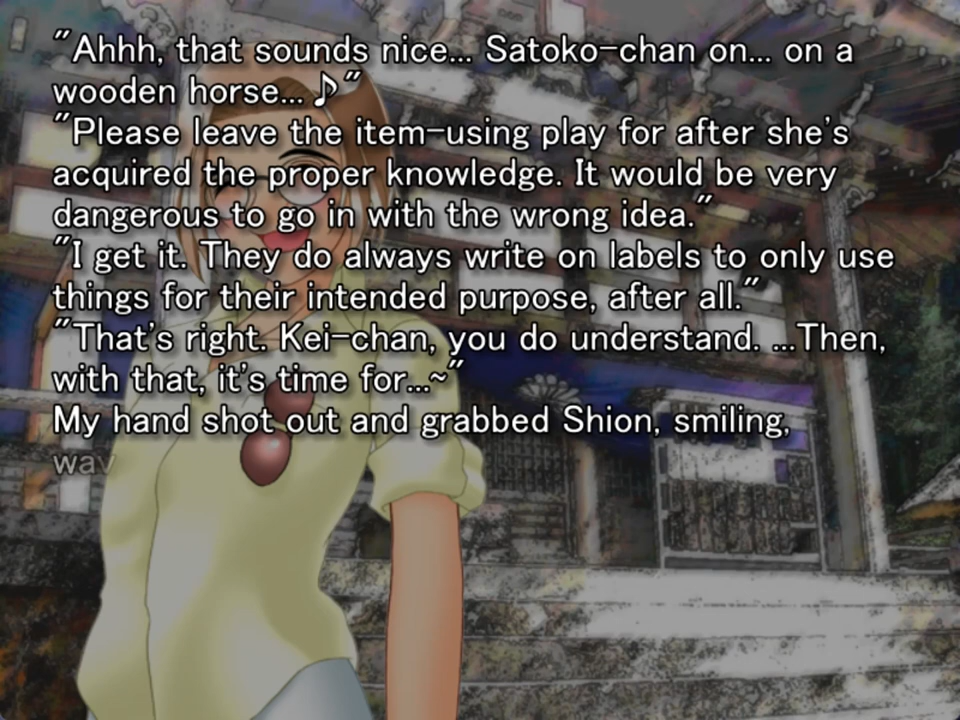 "Ahhh, that sounds nice... Satoko-chan on... on a
wooden horse...♪"
"Please leave the item-using play for after she's
acquired the proper knowledge. It would be very
dangerous to go in with the wrong idea."
"I get it. They do always write on labels to only use
things for their intended purpose, after all."
"That's right. Kei-chan, you do understand. ...Then,
with that, it's time for...~"
My hand shot out and grabbed Shion, smiling,
wav